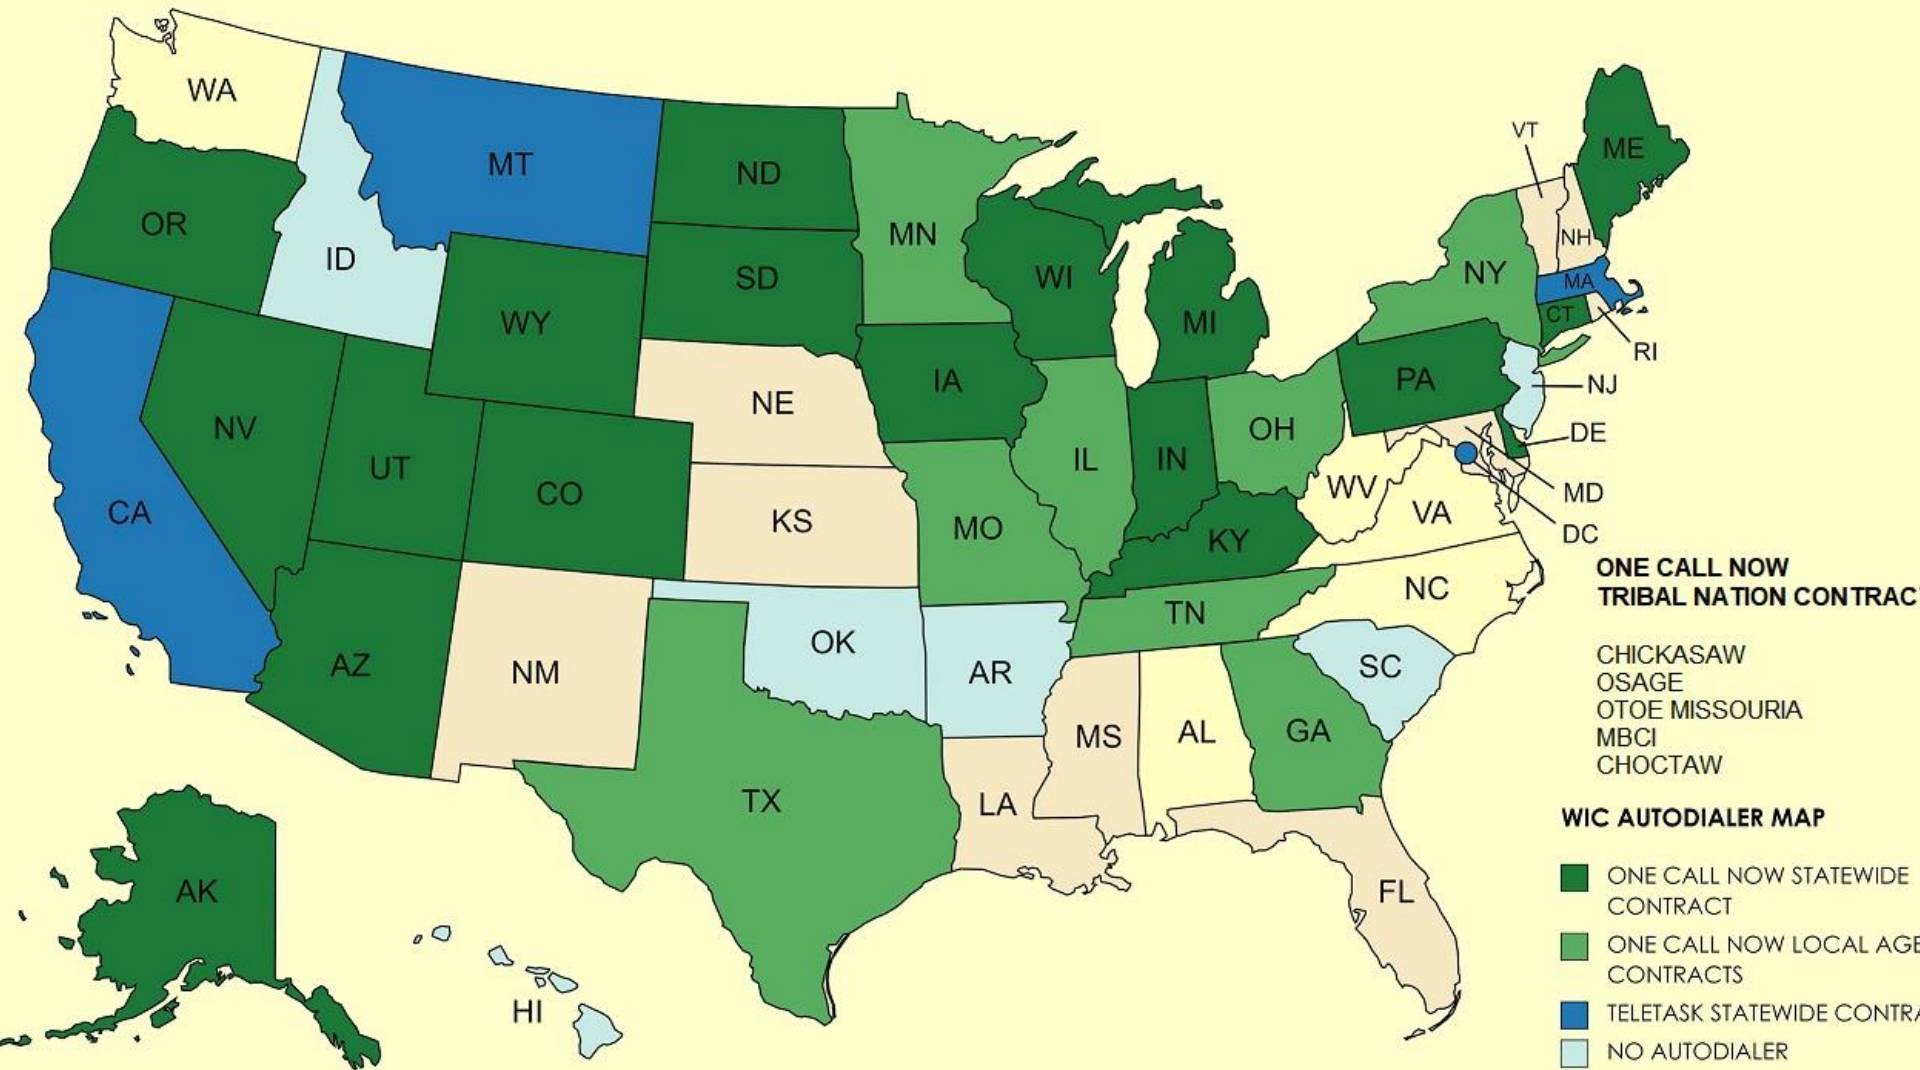 WA
MT
ND
MN
VT
ME
OR
ID
SD
WI
NH
NY
MA
WY
MI
CT
RI
IA
PA
NJ
NE
NV
OH
DE
UT
CO
IL
IN
WV
MD
CA
KS
MO
KY
VA
DC
ONE CALL NOW
TRIBAL NATION CONTRAC
NC
TN
OK
AZ
NM
AR
SC
CHICKASAW
OSAGE
OTOE MISSOURIA
MBCI
CHOCTAW
MS
AL
GA
TX
LA
WIC AUTODIALER MAP
AK
FL
HI
ONE CALL NOW STATEWIDE
CONTRACT
ONE CALL NOW LOCAL AGE
CONTRACTS
TELETASK STATEWIDE CONTRA
NO AUTODIALER